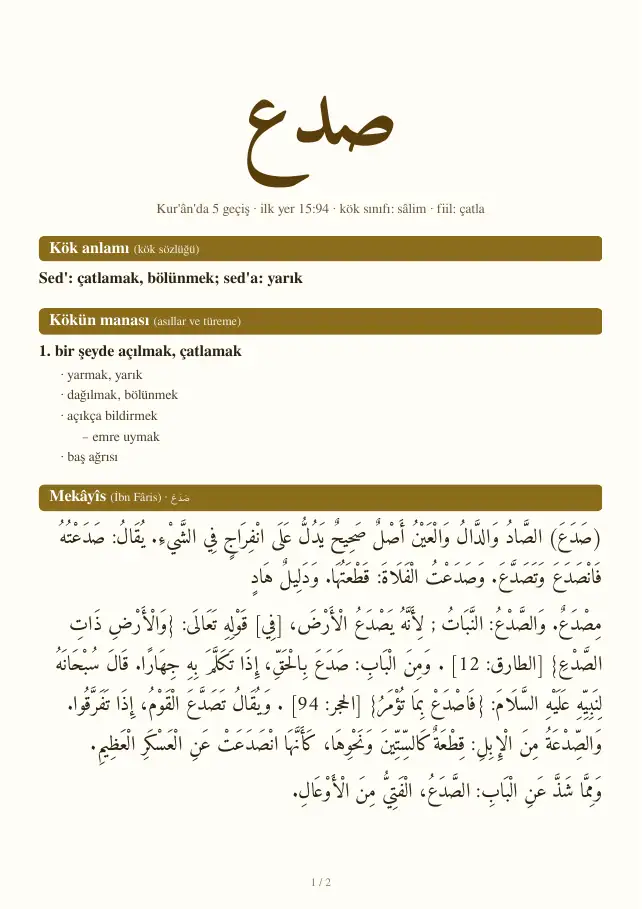 صدع
Kur'ân'da 5 geçiş · ilk yer 15:94 · kök sınıfı: sâlim · fiil: çatla
Kök anlamı (kök sözlüğü)
Sed': çatlamak, bölünmek; sed'a: yarık
Kökün manası (asıllar ve türeme)
1. bir şeyde açılmak, çatlamak
· yarmak, yarık
· dağılmak, bölünmek
· açıkça bildirmek
– emre uymak
· baş ağrısı
Mekâyîs (İbn Fâris) · صَدَعَ
(صَدَعَ) الصَّادُ وَالدَّالُ وَالْعَيْنُ أَصْلٌ صَحِيحٌ يَدُلُّ عَلَى انْفِرَاجٍ فِي الشَّيْءِ. يُقَالُ: صَدَعْتُهُ
فَانْصَدَعَ وَتَصَدَّعَ. وَصَدَعْتُ الْفَلَاةَ: قَطَعْتُهَا. وَدَلِيلٌ هَادٍ
مِصْدَعٌ. وَالصَّدْعُ: النَّبَاتُ ; لِأَنَّهُ يَصْدَعُ الْأَرْضَ، [فِي] قَوْلِهِ تَعَالَى: {وَالْأَرْضِ ذَاتِ
الصَّدْعِ} [الطارق: 12] . وَمِنَ الْبَابِ: صَدَعَ بِالْحَقِّ، إِذَا تَكَلَّمَ بِهِ جِهَارًا. قَالَ سُبْحَانَهُ
لِنَبِيِّهِ عَلَيْهِ السَّلَامَ: {فَاصْدَعْ بِمَا تُؤْمَرُ} [الحجر: 94] . وَيُقَالُ تَصَدَّعَ الْقَوْمُ، إِذَا تَفَرَّقُوا.
وَالصِّدْعَةُ مِنَ الْإِبِلِ: قِطْعَةٌ كَالسِّتِّينَ وَنَحْوِهَا، كَأَنَّهَا انْصَدَعَتْ عَنِ الْعَسْكَرِ الْعَظِيمِ.
وَمِمَّا شَذَّ عَنِ الْبَابِ: الصَّدَعُ، الْفَتِيُّ مِنَ الْأَوْعَالِ.
1 / 2